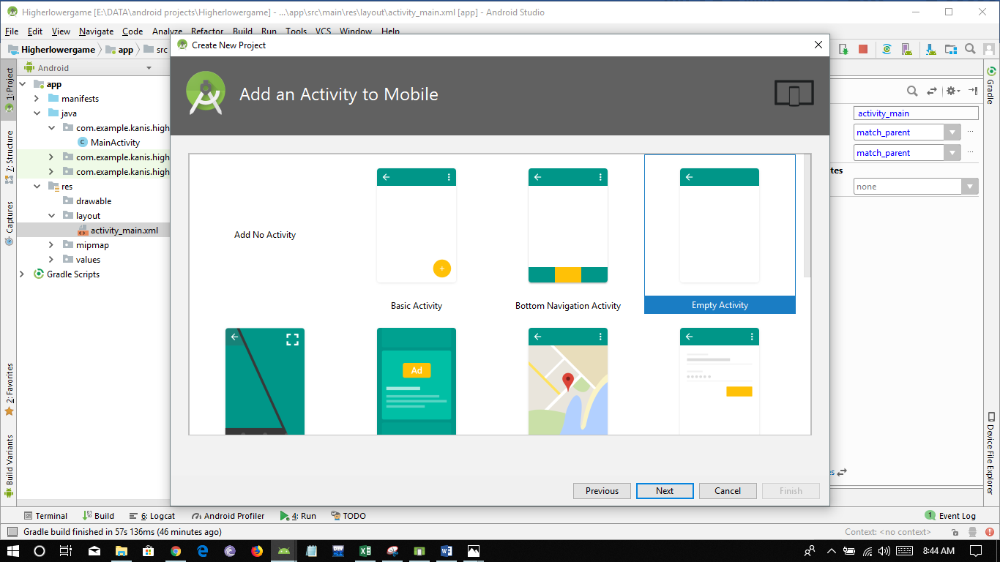 Higherlowergame [E:\DATA\android projects\Higherlowergame] - ...\app\src\main\res\layout\activity_main.xml [app] - Android Studio
File Edit View Navigate Code Analyze Refactor Build Run Tools VCS Window Help
Higherlowergame app src
Create New Project
Add an Activity to Mobile
1: Project
7: Structure
Captures
2: Favorites
Build Variants
Android
app
manifests
java
com.example.kanis.high
MainActivity
com.example.kanis.high
com.example.kanis.high
res
drawable
layout
activity_main.xml
mipmap
values
Gradle Scripts
Add No Activity
Basic Activity
Bottom Navigation Activity
Empty Activity
Ad
Previous
Next
Cancel
Finish
activity_main
match_parent
...
match_parent
...
tes
none
es
Gradle
Device File Explorer
Terminal Build 6: Logcat Android Profiler 4: Run TODO
1 Event Log
Gradle build finished in 57s 136ms (46 minutes ago)
Context: <no context>
8:44 AM